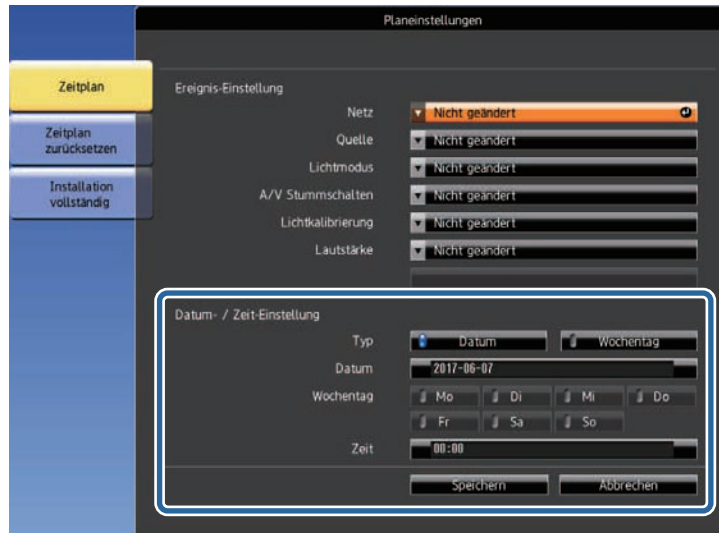 Planeinstellungen
Zeitplan
Zeitplan
zurücksetzen
Installation
vollständig
Ereignis-Einstellung
Netz Nicht geändert
Quelle Nicht geändert
Lichtmodus Nicht geändert
A/V Stummschalten Nicht geändert
Lichtkalibrierung Nicht geändert
Lautstärke Nicht geändert
Datum- / Zeit-Einstellung
Typ Datum Wochentag
Datum 2017-06-07
Wochentag Mo Di Mi Do
Fr Sa So
Zeit 00:00
Speichern Abbrechen